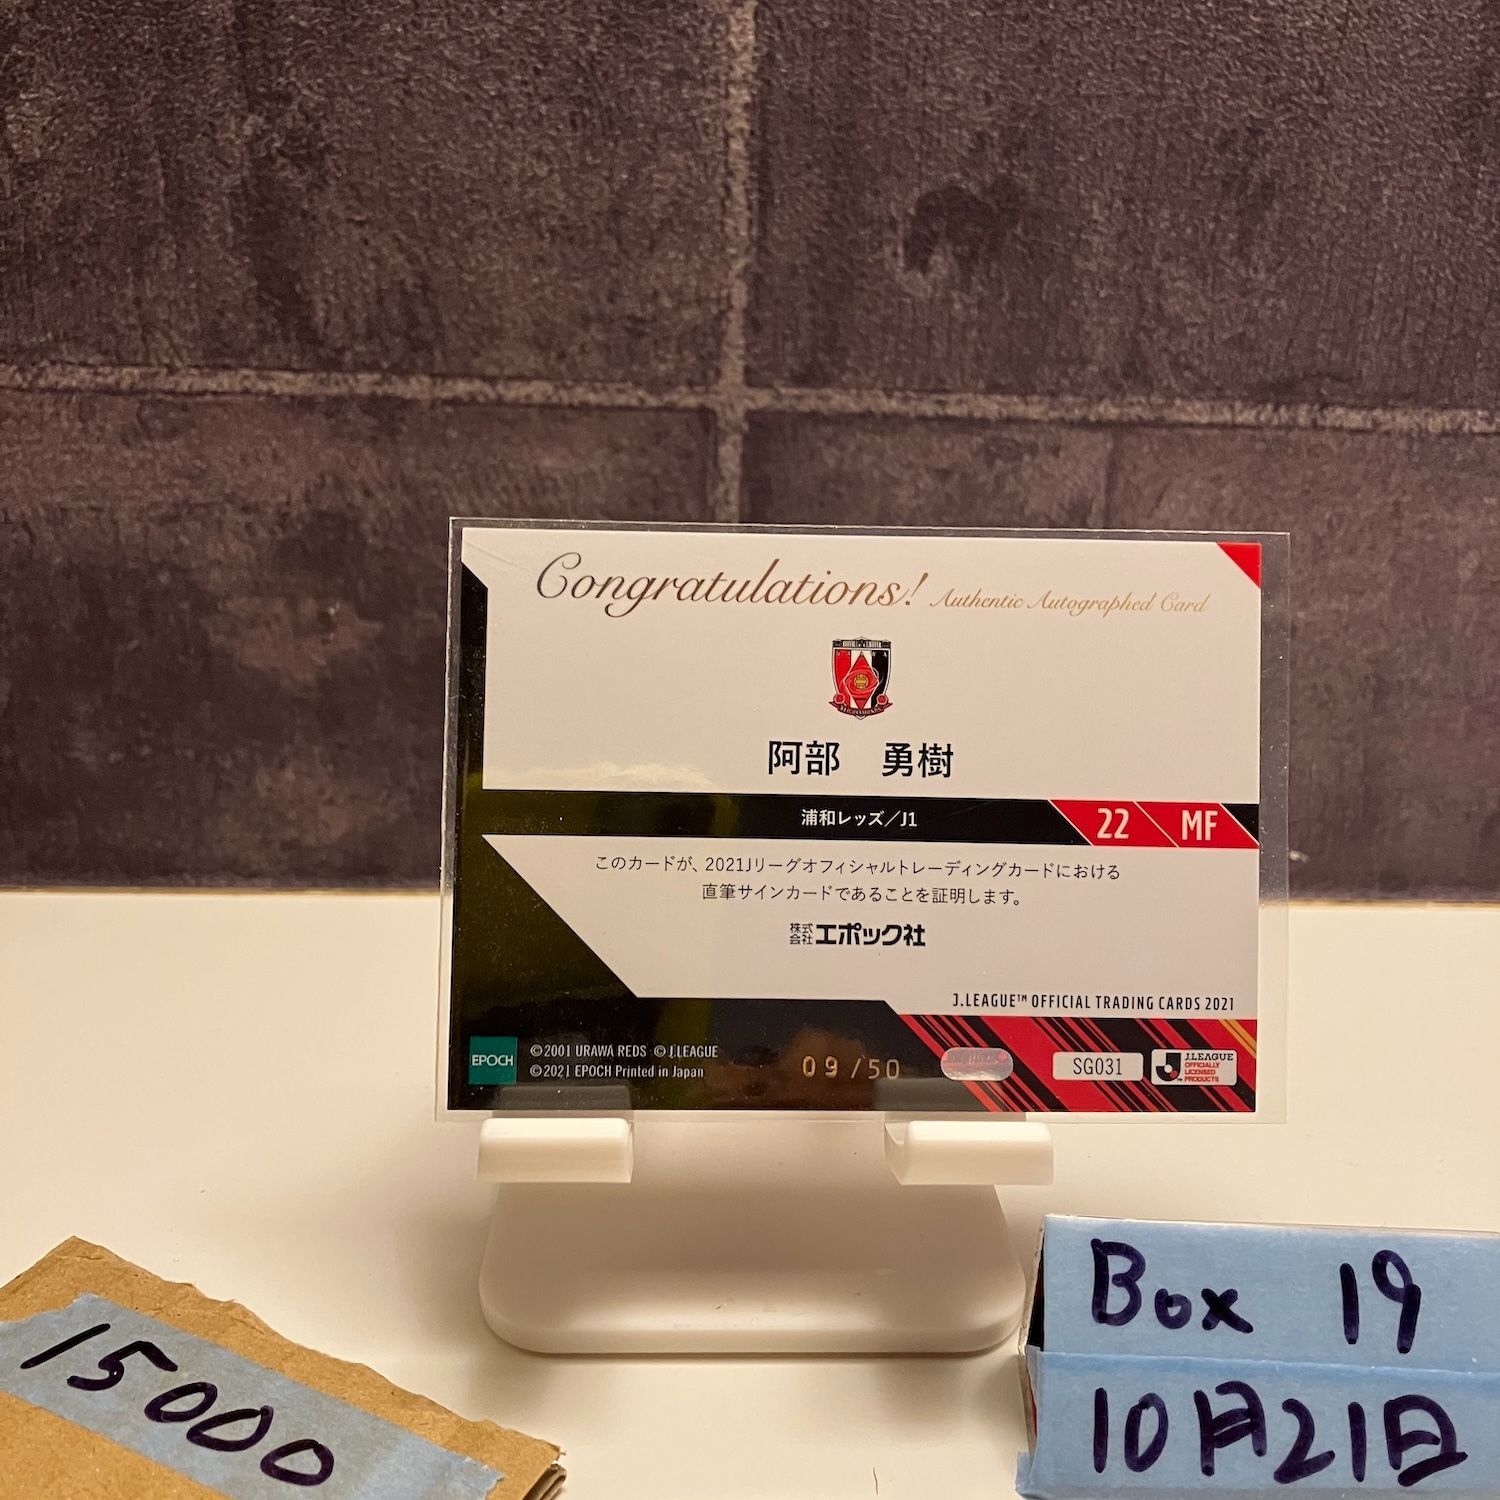 Congratulations! Authentic Autographed Card
阿部　勇樹
浦和レッズ／J1
22
MF
このカードが、2021Jリーグオフィシャルトレーディングカードにおける
直筆サインカードであることを証明します。
株式会社エポック社
J.LEAGUE™ OFFICIAL TRADING CARDS 2021
EPOCH
©2001 URAWA REDS © J.LEAGUE
©2021 EPOCH Printed in Japan
09/50
SG031
J.LEAGUE
OFFICIALLY
LICENSED
PRODUCTS
15000
Box 19
10月21日